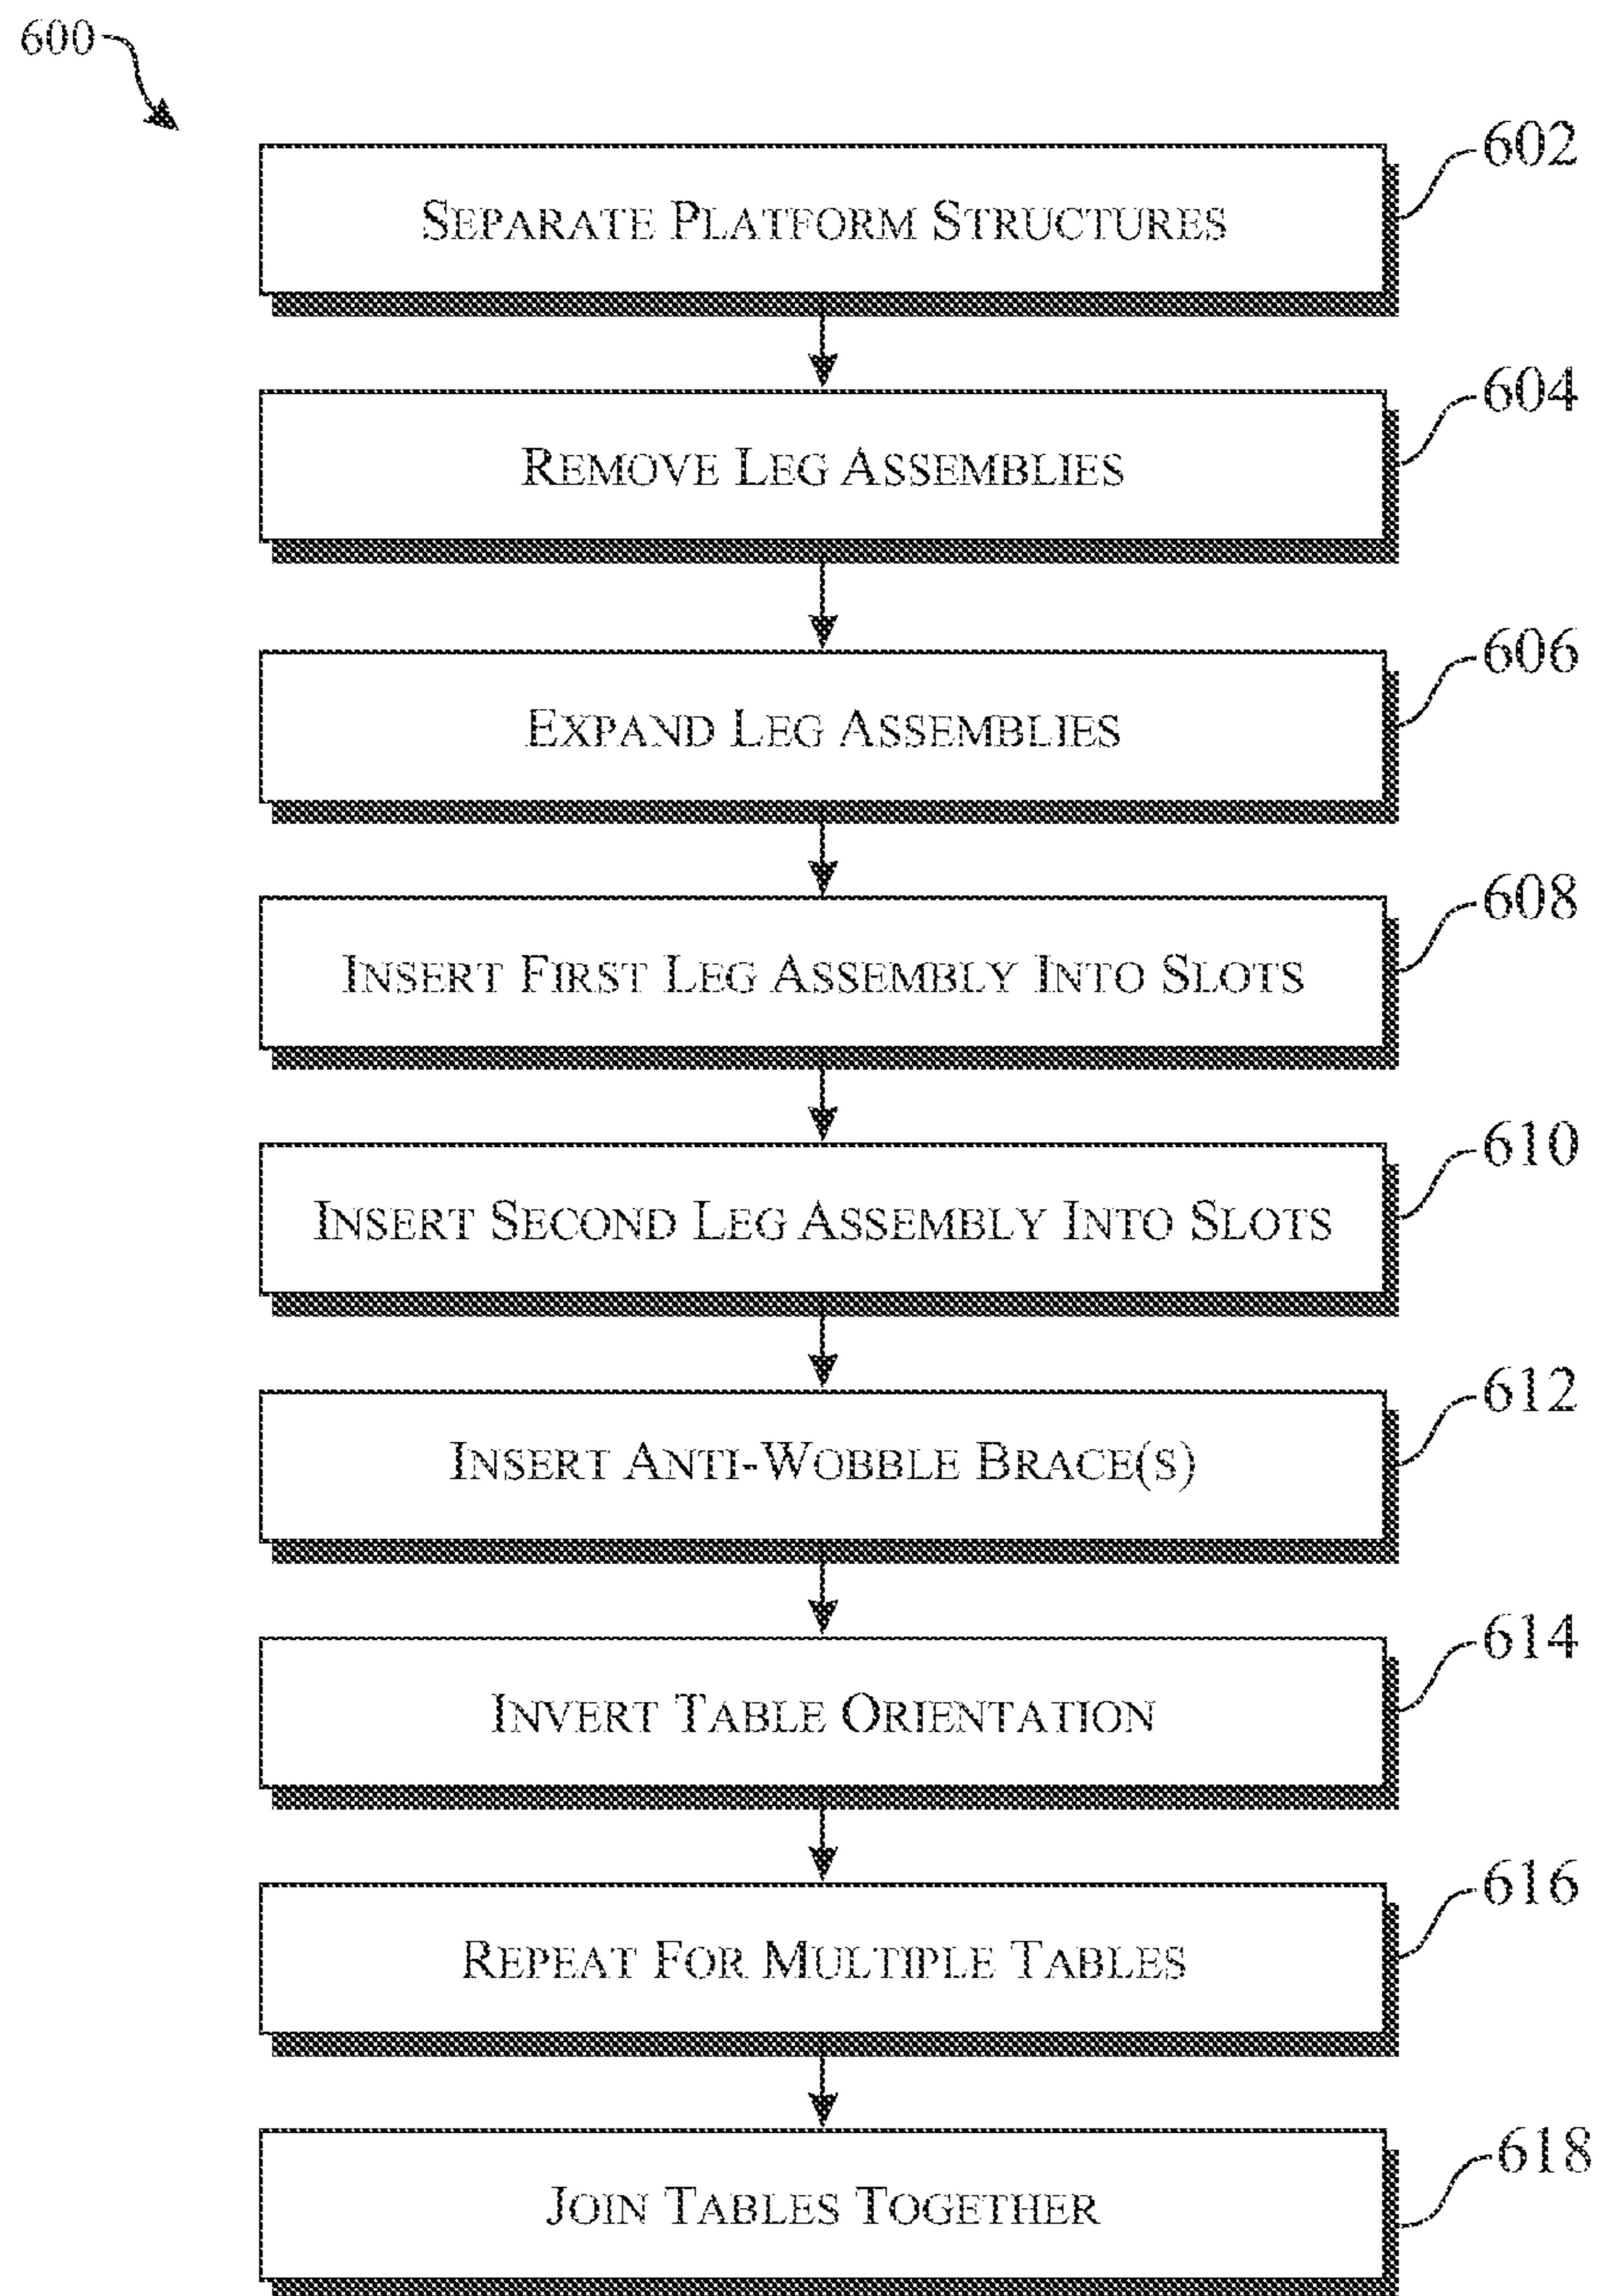 600
602
SEPARATE PLATFORM STRUCTURES
604
REMOVE LEG ASSEMBLIES
606
EXPAND LEG ASSEMBLIES
608
INSERT FIRST LEG ASSEMBLY INTO SLOTS
610
INSERT SECOND LEG ASSEMBLY INTO SLOTS
612
INSERT ANTI-WOBBLE BRACE(S)
614
INVERT TABLE ORIENTATION
616
REPEAT FOR MULTIPLE TABLES
618
JOIN TABLES TOGETHER